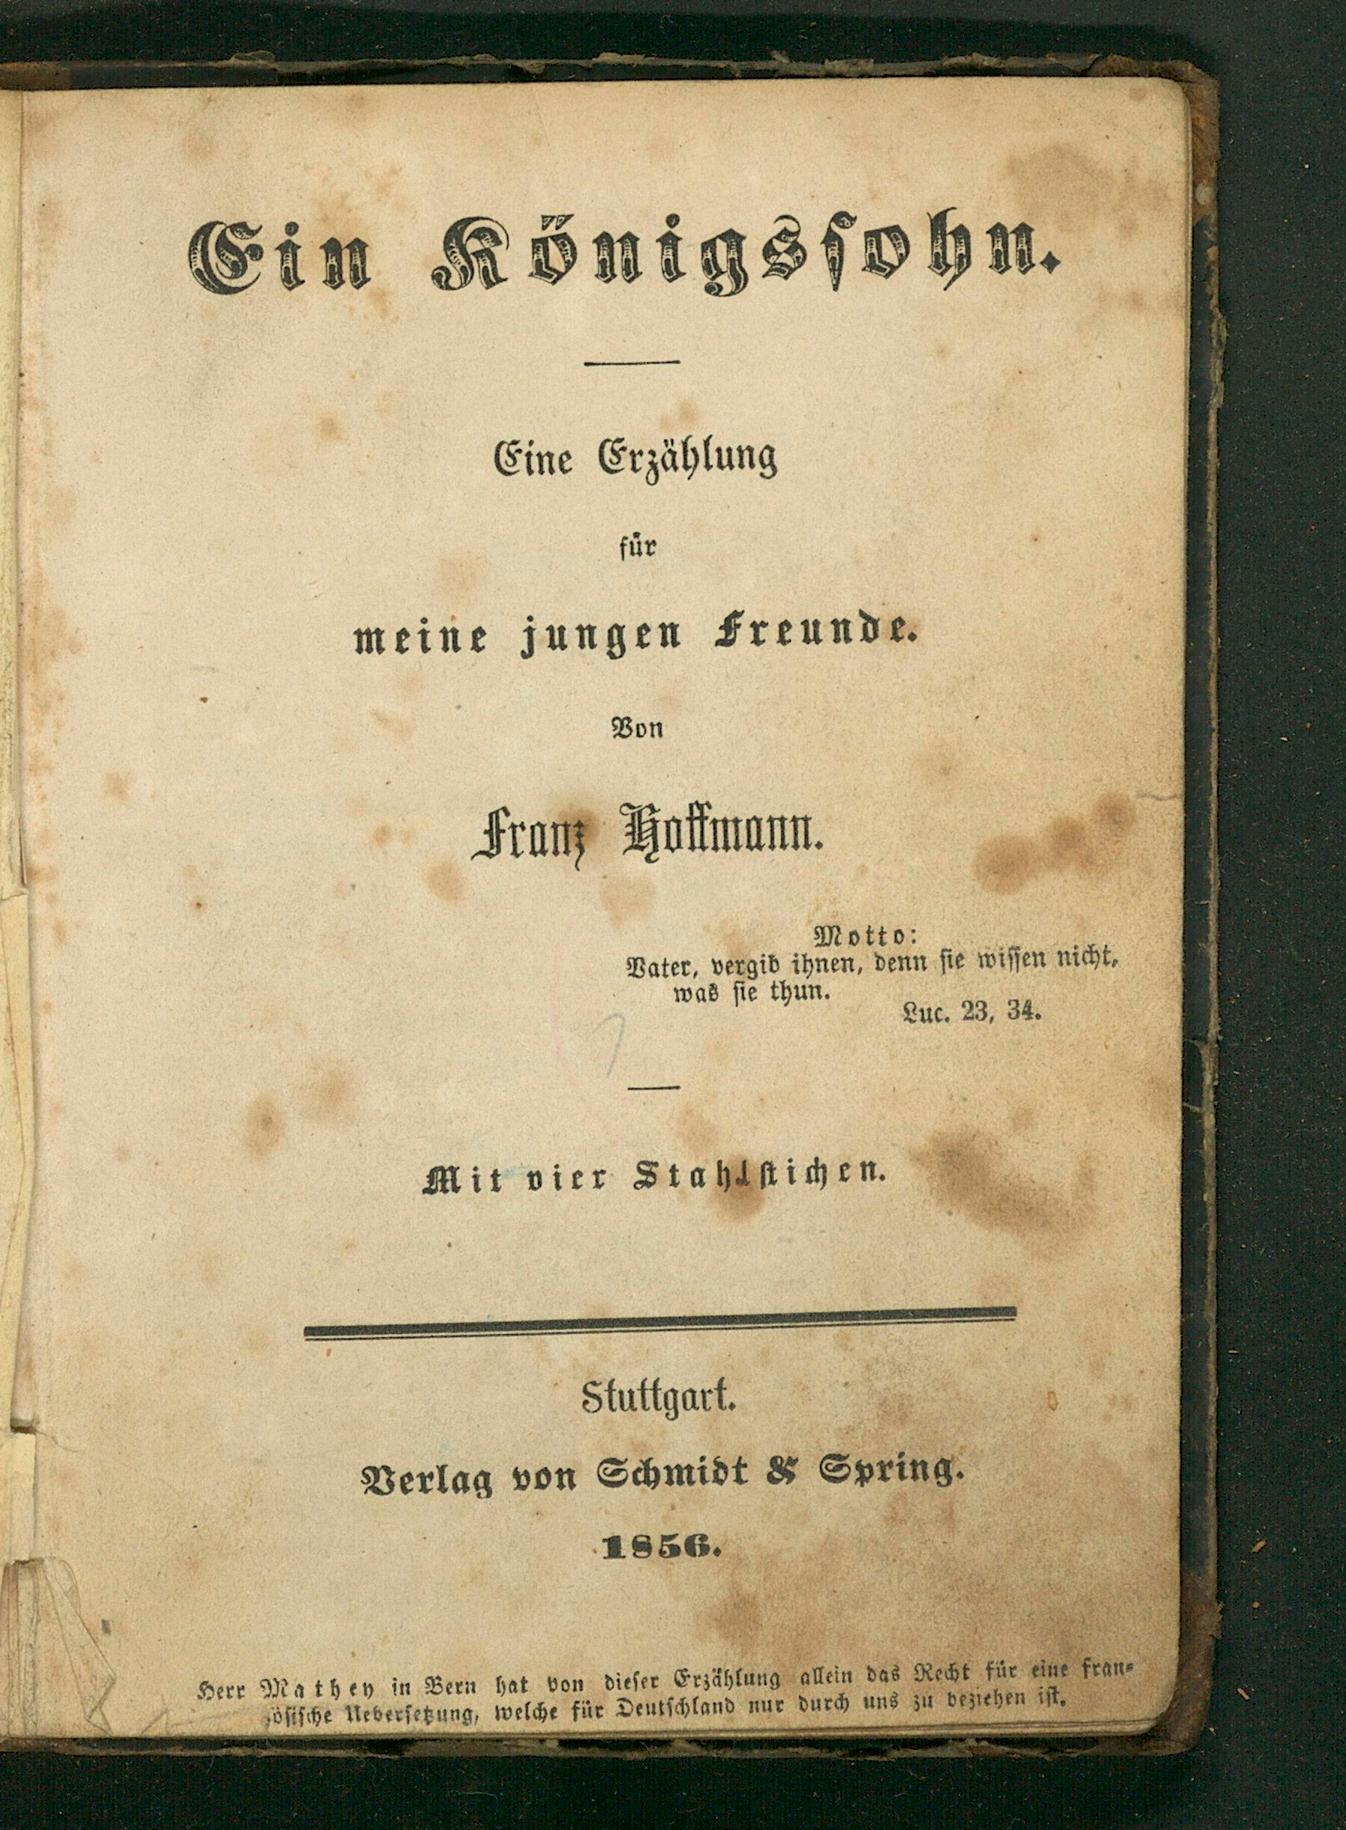 Ein Königssohn.
Eine Erzählung
für
meine jungen Freunde.
Von
Franz Hoffmann.
Motto:
Vater, vergib ihnen, denn sie wissen nicht,
was sie thun.
Luc. 23, 34.
Mit vier Stahlstichen.
Stuttgart.
Verlag von Schmidt & Spring.
1856.
Herr Mathey in Bern hat von dieser Erzählung allein das Recht für eine fran-
zösische Uebersetzung, welche für Deutschland nur durch uns zu beziehen ist.